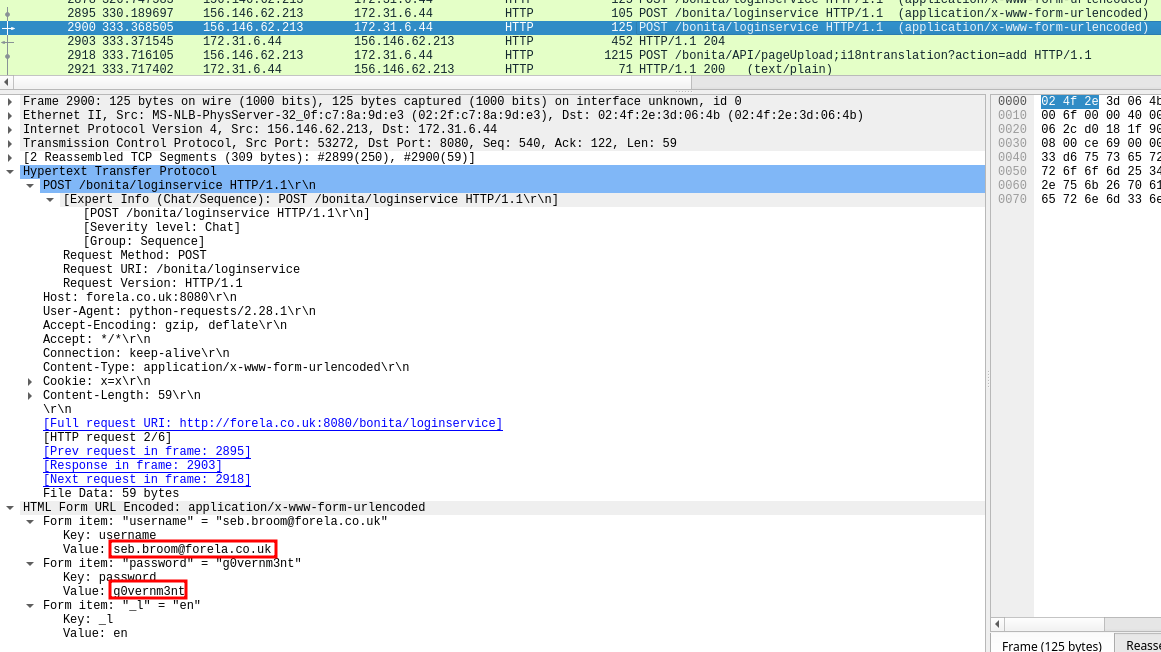 2895 330.189697 156.146.62.213 172.31.6.44 HTTP 105 POST /bonita/loginservice HTTP/1.1 (application/x-www-form-urlencoded)
2900 333.368505 156.146.62.213 172.31.6.44 HTTP 125 POST /bonita/loginservice HTTP/1.1 (application/x-www-form-urlencoded)
2903 333.371545 172.31.6.44 156.146.62.213 HTTP 452 HTTP/1.1 204
2918 333.716105 156.146.62.213 172.31.6.44 HTTP 1215 POST /bonita/API/pageUpload;i18ntranslation?action=add HTTP/1.1
2921 333.717402 172.31.6.44 156.146.62.213 HTTP 71 HTTP/1.1 200 (text/plain)
Frame 2900: 125 bytes on wire (1000 bits), 125 bytes captured (1000 bits) on interface unknown, id 0
Ethernet II, Src: MS-NLB-PhysServer-32_0f:c7:8a:9d:e3 (02:2f:c7:8a:9d:e3), Dst: 02:4f:2e:3d:06:4b (02:4f:2e:3d:06:4b)
Internet Protocol Version 4, Src: 156.146.62.213, Dst: 172.31.6.44
Transmission Control Protocol, Src Port: 53272, Dst Port: 8080, Seq: 540, Ack: 122, Len: 59
[2 Reassembled TCP Segments (309 bytes): #2899(250), #2900(59)]
Hypertext Transfer Protocol
POST /bonita/loginservice HTTP/1.1\r\n
[Expert Info (Chat/Sequence): POST /bonita/loginservice HTTP/1.1\r\n]
[POST /bonita/loginservice HTTP/1.1\r\n]
[Severity level: Chat]
[Group: Sequence]
Request Method: POST
Request URI: /bonita/loginservice
Request Version: HTTP/1.1
Host: forela.co.uk:8080\r\n
User-Agent: python-requests/2.28.1\r\n
Accept-Encoding: gzip, deflate\r\n
Accept: */*\r\n
Connection: keep-alive\r\n
Content-Type: application/x-www-form-urlencoded\r\n
Cookie: x=x\r\n
Content-Length: 59\r\n
\r\n
[Full request URI: http://forela.co.uk:8080/bonita/loginservice]
[HTTP request 2/6]
[Prev request in frame: 2895]
[Response in frame: 2903]
[Next request in frame: 2918]
File Data: 59 bytes
HTML Form URL Encoded: application/x-www-form-urlencoded
Form item: "username" = "seb.broom@forela.co.uk"
Key: username
Value: seb.broom@forela.co.uk
Form item: "password" = "g0vernm3nt"
Key: password
Value: g0vernm3nt
Form item: "_l" = "en"
Key: _l
Value: en
0000 02 4f 2e 3d 06 4b
0010 00 6f 00 00 40 00
0020 06 2c d0 18 1f 90
0030 08 00 ce 69 00 00
0040 33 d6 75 73 65 72
0050 72 6f 6f 6d 25 34
0060 2e 75 6b 26 70 61
0070 65 72 6e 6d 33 6e
Frame (125 bytes)